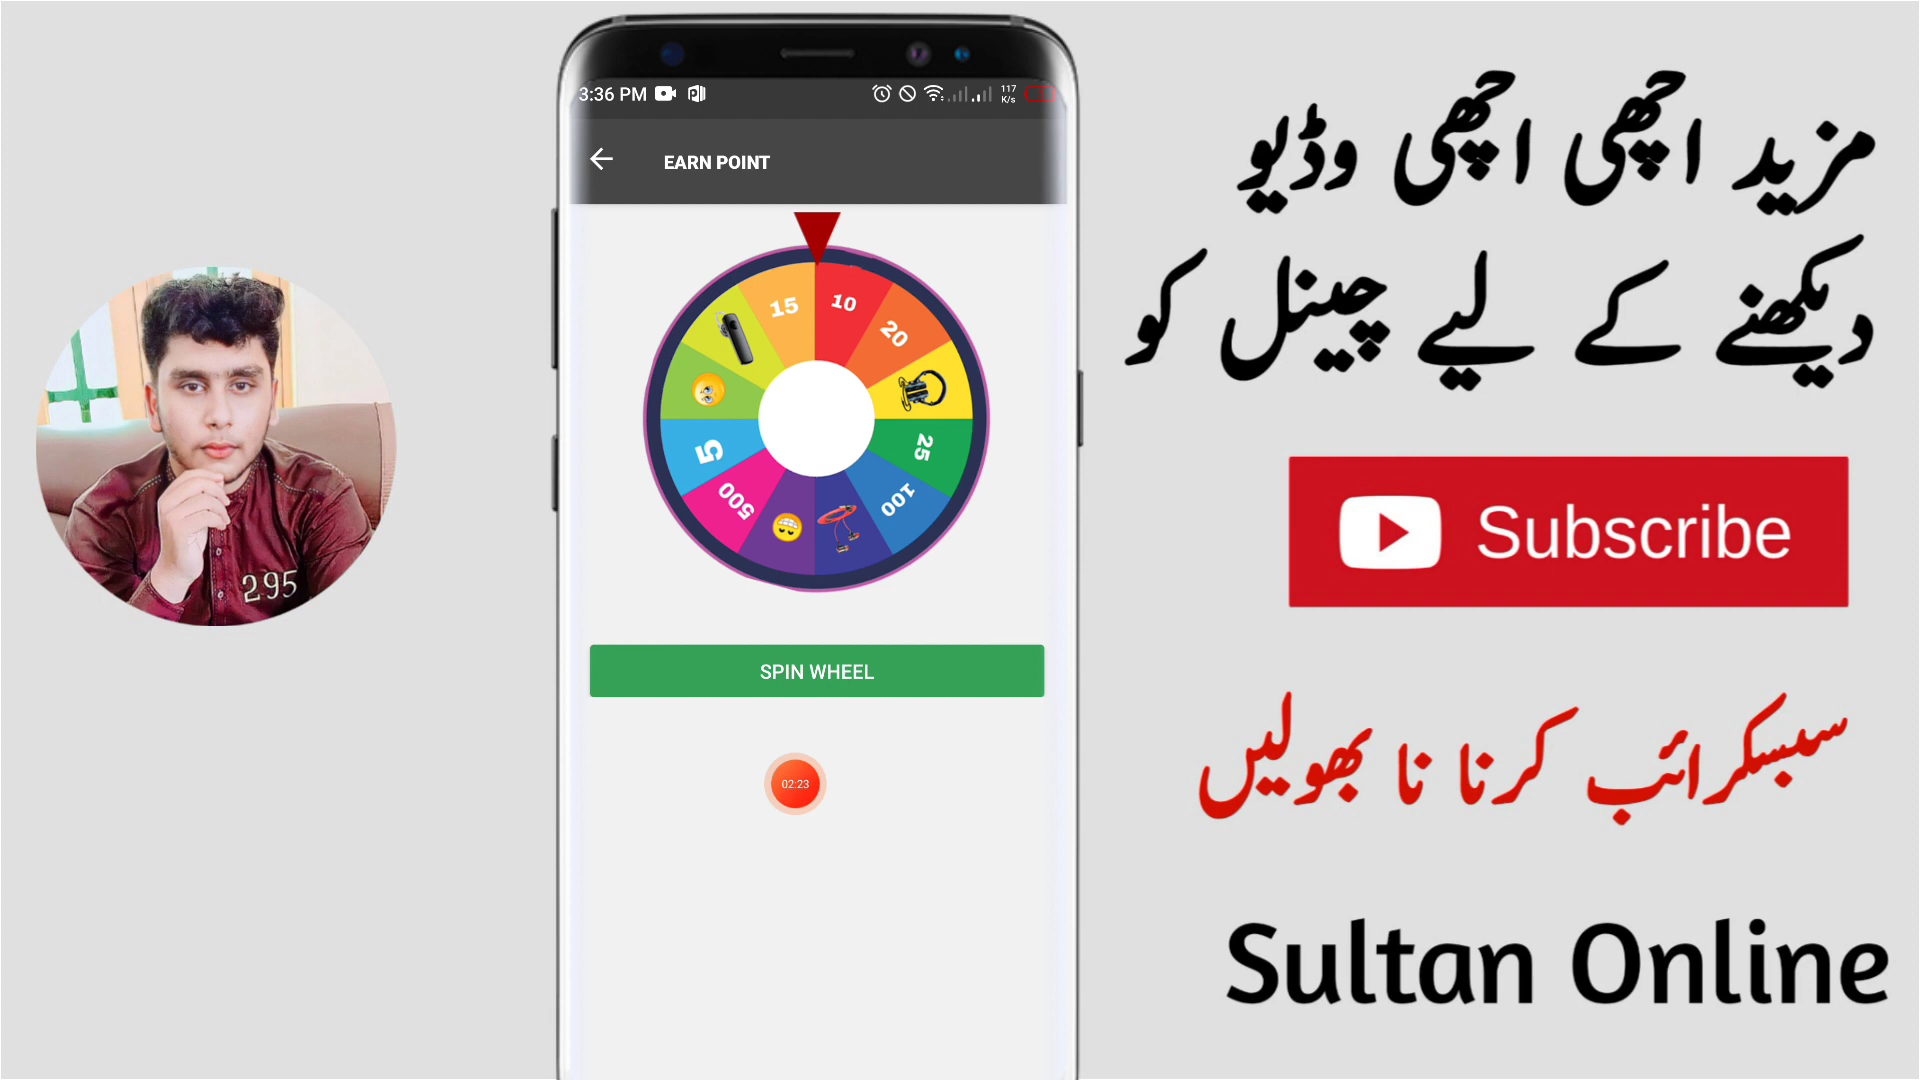 3:36 PM
117
K/s
EARN POINT
15
10
20
25
100
500
5
SPIN WHEEL
02:23
295
مزید اچھی اچھی وڈیو
دیکھنے کے لیے چینل کو
Subscribe
سبسکرائب کرنا نا بھولیں
Sultan Online